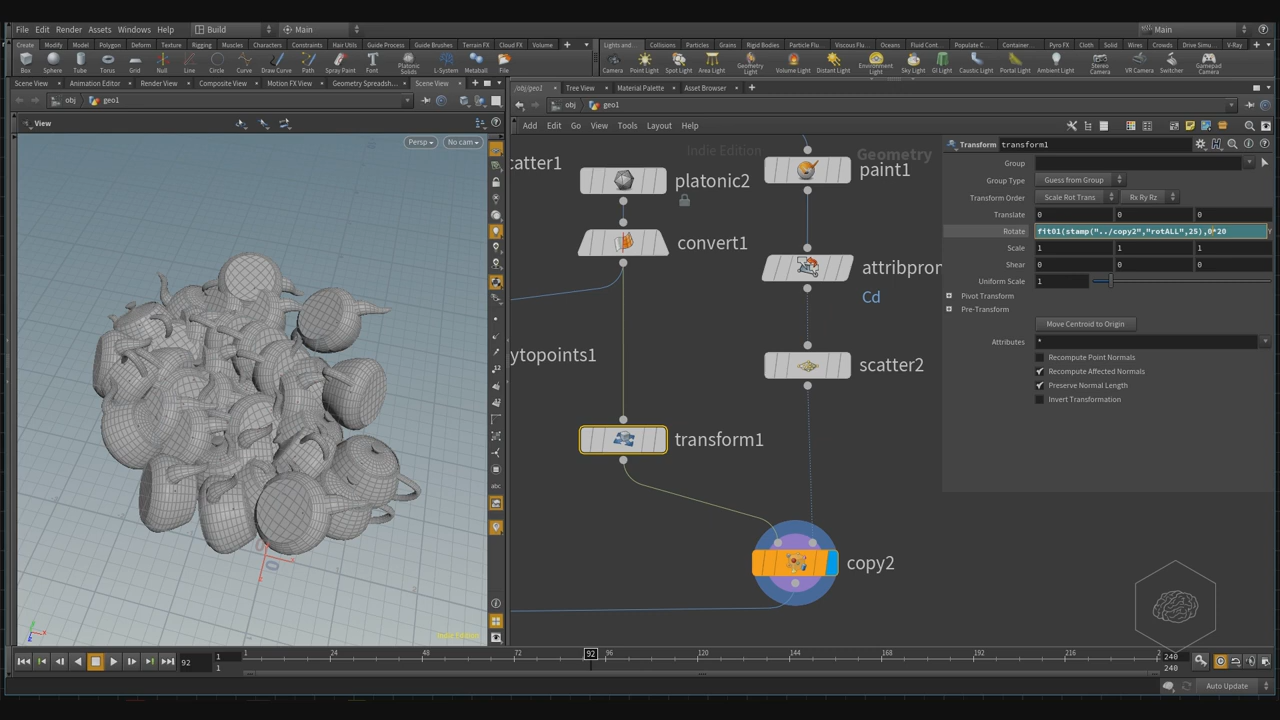 File Edit Render Assets Windows Help Build Main Main
Create Modify Model Polygon Deform Texture Rigging Muscles Characters Constraints Hair Utils Guide Process Guide Brushes Terrain FX Cloud FX Volume Lights and... Collisions Particles Grains Rigid Bodies Particle Flu... Viscous Flu... Oceans Fluid Cont... Populate C... Container... Pyro FX Cloth Solid Wires Crowds Drive Simu... V-Ray
Box Sphere Tube Torus Grid Null Line Circle Curve Draw Curve Path Spray Paint Font Platonic Solids L-System Metaball File Camera Point Light Spot Light Area Light Geometry Light Volume Light Distant Light Environment Light Sky Light GI Light Caustic Light Portal Light Ambient Light Stereo Camera VR Camera Switcher Gamepad Camera
Scene View Animation Editor Render View Composite View Motion FX View Geometry Spreadsh... Scene View /obj/geo1 Tree View Material Palette Asset Browser
obj geo1 obj geo1
View Add Edit Go View Tools Layout Help
Persp No cam
Indie Edition Geometry
catter1 platonic2 paint1
convert1
attribpron
Cd
ytopoints1
scatter2
transform1
copy2
Transform transform1
Group
Group Type Guess from Group
Transform Order Scale Rot Trans Rx Ry Rz
Translate 0 0 0
Rotate fit01(stamp("../copy2","rotALL",25),0*20
Scale 1 1 1
Shear 0 0 0
Uniform Scale 1
Pivot Transform
Pre-Transform
Move Centroid to Origin
Attributes *
Recompute Point Normals
Recompute Affected Normals
Preserve Normal Length
Invert Transformation
abc
Indie Edition
92 1 1 1 24 48 72 92 96 120 144 168 192 216 2 240 240
Auto Update